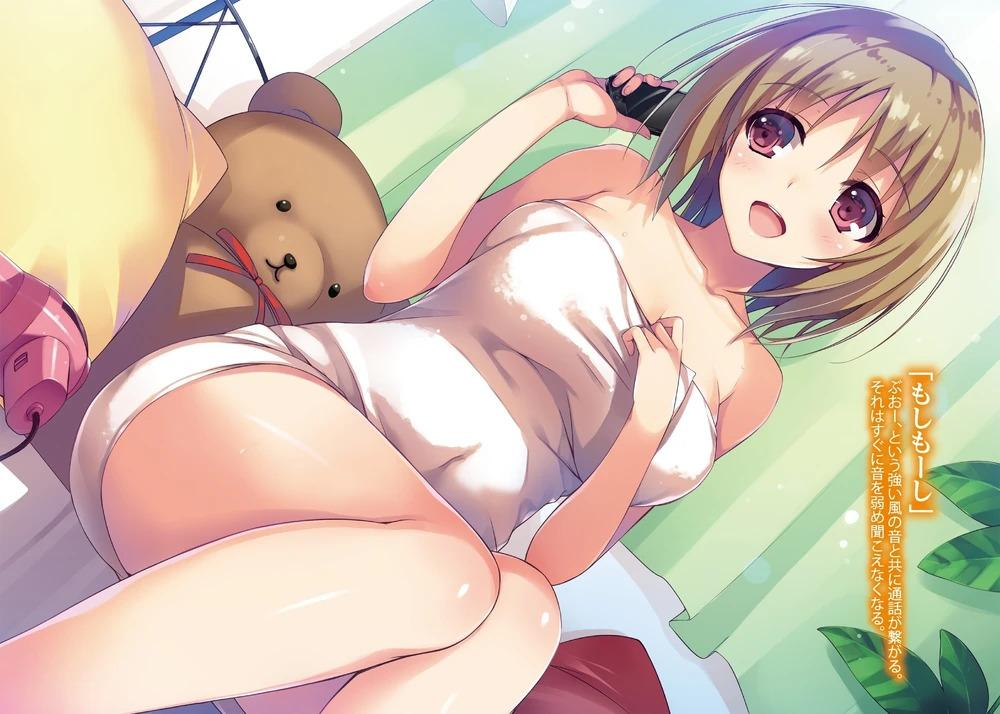 「もしもーし」
ぶおー、という強い風の音と共に通話が繋がる。
それはすぐに音を弱め聞こえなくなる。